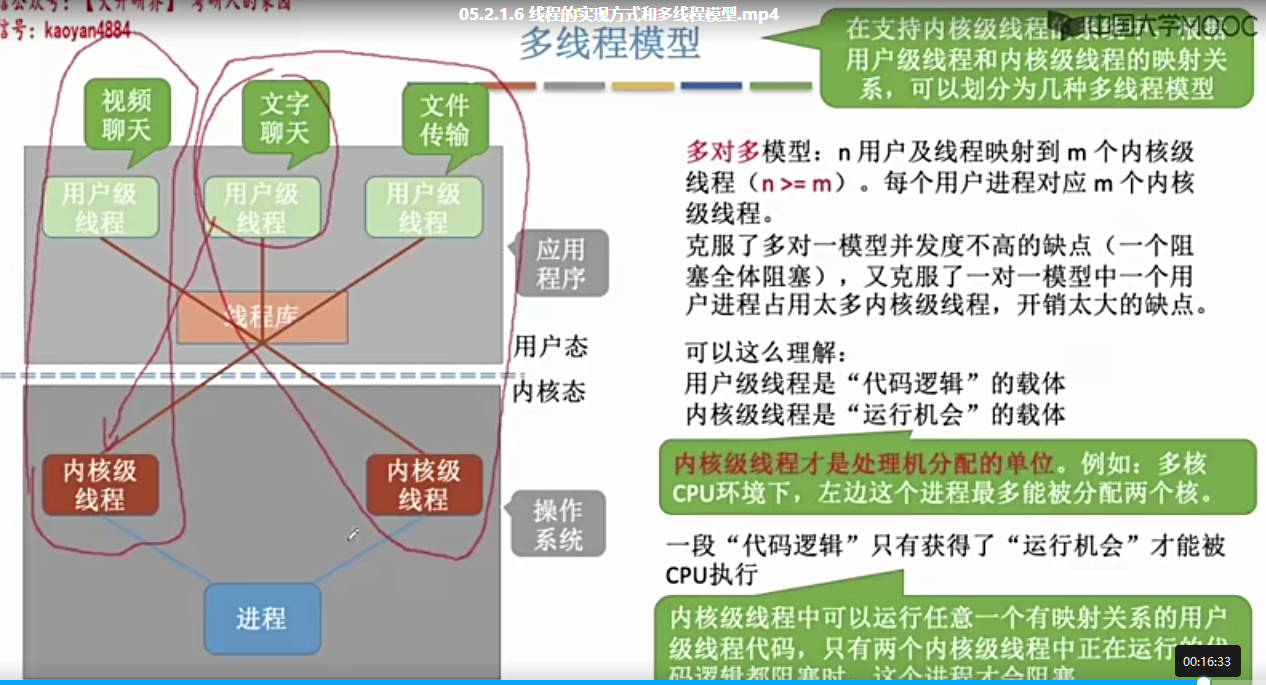 信公众号：【文开研界】考研人的家园
信号：kaoyan4884
05.2.1.6 线程的实现方式和多线程模型.mp4
多线程模型
中国大学MOOC
在支持内核级线程的
用户级线程和内核级线程的映射关
系，可以划分为几种多线程模型
视频
聊天
文字
聊天
文件
传输
用户级
线程
用户级
线程
用户级
线程
线程库
应用
程序
用户态
内核态
内核级
线程
内核级
线程
操作
系统
进程
多对多模型：n 用户及线程映射到 m 个内核级
线程（n >= m）。每个用户进程对应 m 个内核
级线程。
克服了多对一模型并发度不高的缺点（一个阻
塞全体阻塞），又克服了一对一模型中一个用
户进程占用太多内核级线程，开销太大的缺点。
可以这么理解：
用户级线程是“代码逻辑”的载体
内核级线程是“运行机会”的载体
内核级线程才是处理机分配的单位。例如：多核
CPU环境下，左边这个进程最多能被分配两个核。
一段“代码逻辑”只有获得了“运行机会”才能被
CPU执行
内核级线程中可以运行任意一个有映射关系的用户
级线程代码，只有两个内核级线程中正在运行的代
码逻辑都阻塞时，这个进程才会阻塞
00:16:33